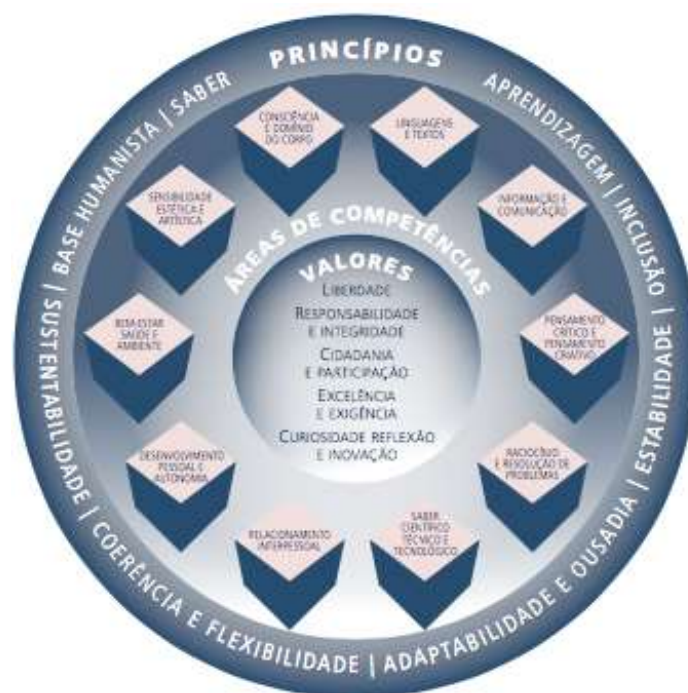 PRINCÍPIOS
BASE HUMANISTA | SABER
APRENDIZAGEM | INCLUSÃO | ESTABILIDADE | ADAPTABILIDADE E OUSADIA | COERÊNCIA E FLEXIBILIDADE | SUSTENTABILIDADE |
ÁREAS DE COMPETÊNCIAS
CONSCIÊNCIA
E DOMÍNIO
DO CORPO
LINGUAGENS
E TEXTOS
INFORMAÇÃO E
COMUNICAÇÃO
PENSAMENTO
CRÍTICO E
PENSAMENTO
CRIATIVO
RACIOCÍNIO
E RESOLUÇÃO DE
PROBLEMAS
SABER
CIENTÍFICO
TÉCNICO E
TECNOLÓGICO
RELACIONAMENTO
INTERPESSOAL
DESENVOLVIMENTO
PESSOAL E
AUTONOMIA
BEM-ESTAR
SAÚDE E
AMBIENTE
SENSIBILIDADE
ESTÉTICA E
ARTÍSTICA
VALORES
LIBERDADE
RESPONSABILIDADE
E INTEGRIDADE
CIDADANIA
E PARTICIPAÇÃO
EXCELÊNCIA
E EXIGÊNCIA
CURIOSIDADE REFLEXÃO
E INOVAÇÃO